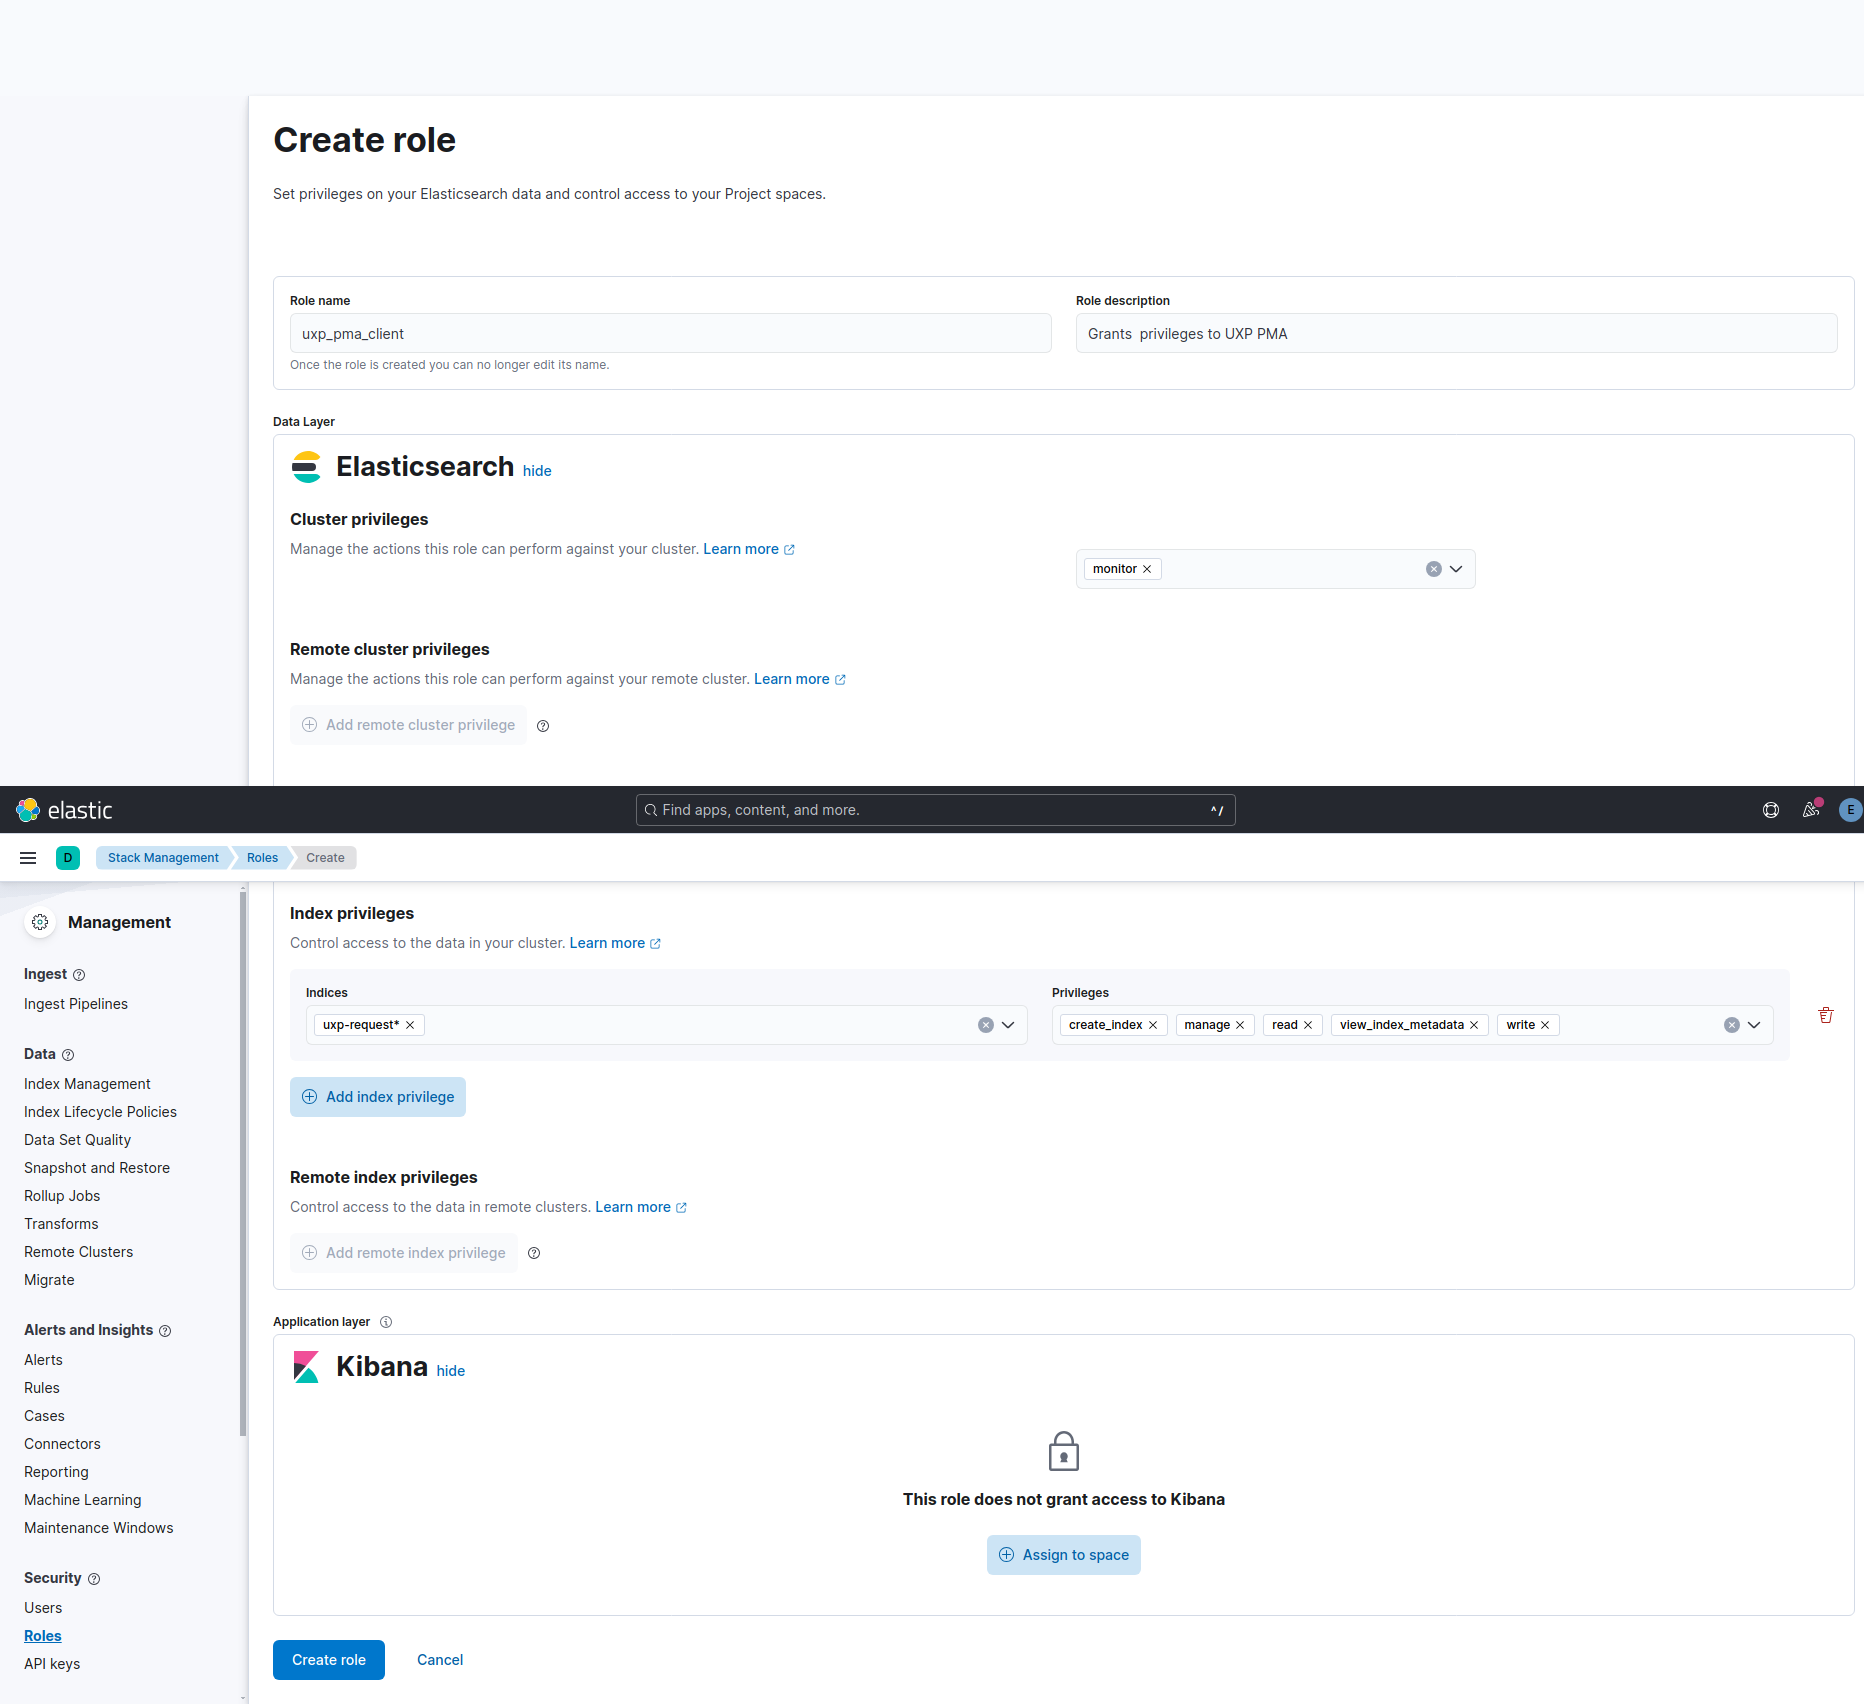 Create role
Set privileges on your Elasticsearch data and control access to your Project spaces.
Role name
Role description
uxp_pma_client
Grants  privileges to UXP PMA
Once the role is created you can no longer edit its name.
Data Layer
Elasticsearch hide
Cluster privileges
Manage the actions this role can perform against your cluster. Learn more
monitor
Remote cluster privileges
Manage the actions this role can perform against your remote cluster. Learn more
Add remote cluster privilege
elastic
Find apps, content, and more.
^/
E
D
Stack Management
Roles
Create
Management
Ingest
Ingest Pipelines
Data
Index Management
Index Lifecycle Policies
Data Set Quality
Snapshot and Restore
Rollup Jobs
Transforms
Remote Clusters
Migrate
Alerts and Insights
Alerts
Rules
Cases
Connectors
Reporting
Machine Learning
Maintenance Windows
Security
Users
Roles
API keys
Index privileges
Control access to the data in your cluster. Learn more
Indices
Privileges
uxp-request*
create_index
manage
read
view_index_metadata
write
Add index privilege
Remote index privileges
Control access to the data in remote clusters. Learn more
Add remote index privilege
Application layer
Kibana hide
This role does not grant access to Kibana
Assign to space
Create role
Cancel